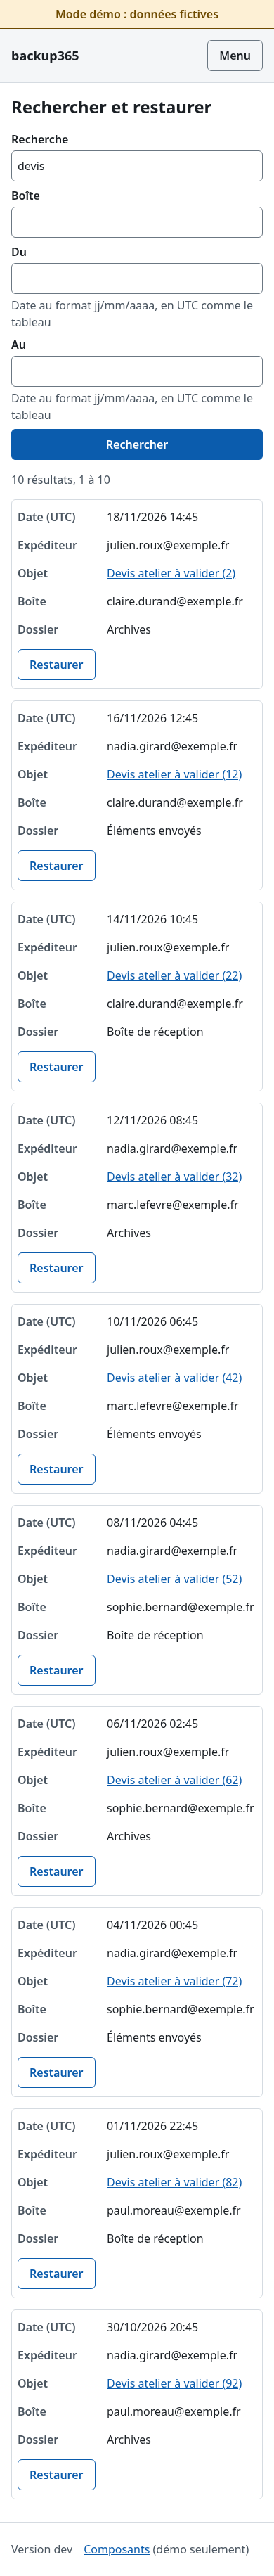 Mode démo : données fictives
backup365
Menu
Rechercher et restaurer
Recherche
devis
Boîte
Du
Date au format jj/mm/aaaa, en UTC comme le
tableau
Au
Date au format jj/mm/aaaa, en UTC comme le
tableau
Rechercher
10 résultats, 1 à 10
Date (UTC) 18/11/2026 14:45
Expéditeur julien.roux@exemple.fr
Objet Devis atelier à valider (2)
Boîte claire.durand@exemple.fr
Dossier Archives
Restaurer
Date (UTC) 16/11/2026 12:45
Expéditeur nadia.girard@exemple.fr
Objet Devis atelier à valider (12)
Boîte claire.durand@exemple.fr
Dossier Éléments envoyés
Restaurer
Date (UTC) 14/11/2026 10:45
Expéditeur julien.roux@exemple.fr
Objet Devis atelier à valider (22)
Boîte claire.durand@exemple.fr
Dossier Boîte de réception
Restaurer
Date (UTC) 12/11/2026 08:45
Expéditeur nadia.girard@exemple.fr
Objet Devis atelier à valider (32)
Boîte marc.lefevre@exemple.fr
Dossier Archives
Restaurer
Date (UTC) 10/11/2026 06:45
Expéditeur julien.roux@exemple.fr
Objet Devis atelier à valider (42)
Boîte marc.lefevre@exemple.fr
Dossier Éléments envoyés
Restaurer
Date (UTC) 08/11/2026 04:45
Expéditeur nadia.girard@exemple.fr
Objet Devis atelier à valider (52)
Boîte sophie.bernard@exemple.fr
Dossier Boîte de réception
Restaurer
Date (UTC) 06/11/2026 02:45
Expéditeur julien.roux@exemple.fr
Objet Devis atelier à valider (62)
Boîte sophie.bernard@exemple.fr
Dossier Archives
Restaurer
Date (UTC) 04/11/2026 00:45
Expéditeur nadia.girard@exemple.fr
Objet Devis atelier à valider (72)
Boîte sophie.bernard@exemple.fr
Dossier Éléments envoyés
Restaurer
Date (UTC) 01/11/2026 22:45
Expéditeur julien.roux@exemple.fr
Objet Devis atelier à valider (82)
Boîte paul.moreau@exemple.fr
Dossier Boîte de réception
Restaurer
Date (UTC) 30/10/2026 20:45
Expéditeur nadia.girard@exemple.fr
Objet Devis atelier à valider (92)
Boîte paul.moreau@exemple.fr
Dossier Archives
Restaurer
Version dev Composants (démo seulement)